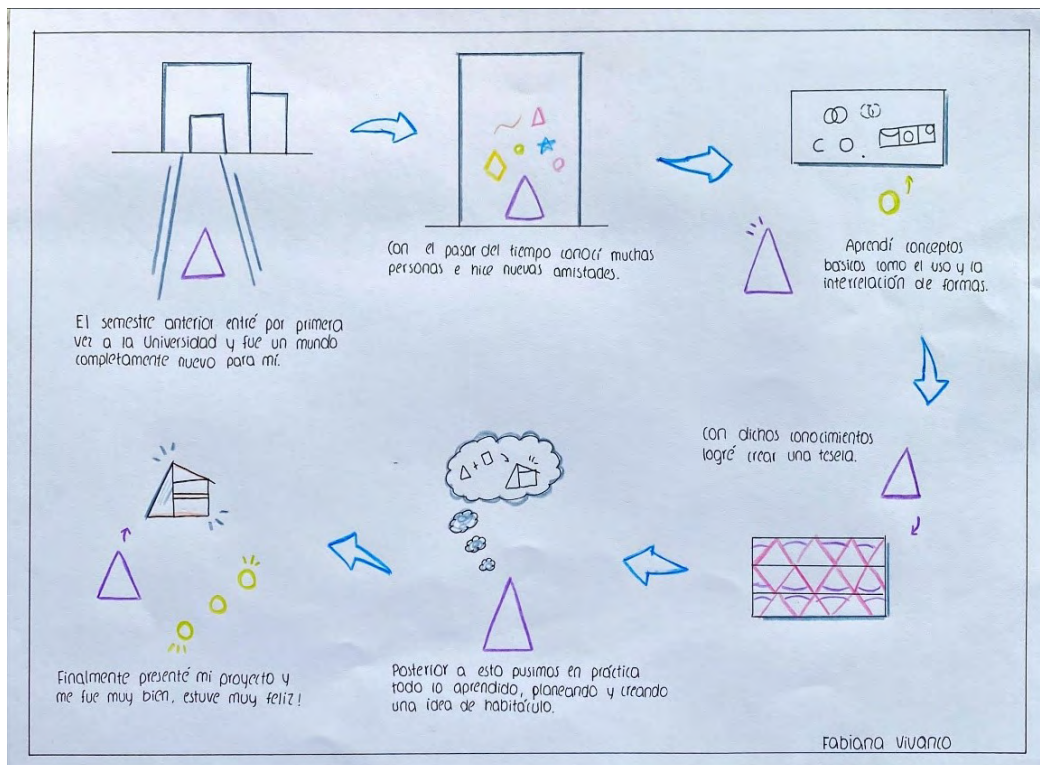 El semestre anterior entré por primera
vez a la Universidad y fue un mundo
completamente nuevo para mí.
Con el pasar del tiempo conocí muchas
personas e hice nuevas amistades.
Aprendí conceptos
basicos como el uso y la
interrelación de formas.
Con dichos conocimientos
logré crear una tesela.
Posterior a esto pusimos en práctica
todo lo aprendido, planeando y creando
una idea de habitáculo.
Finalmente presenté mi proyecto y
me fue muy bien, estuve muy feliz!
Fabiana Vivanco